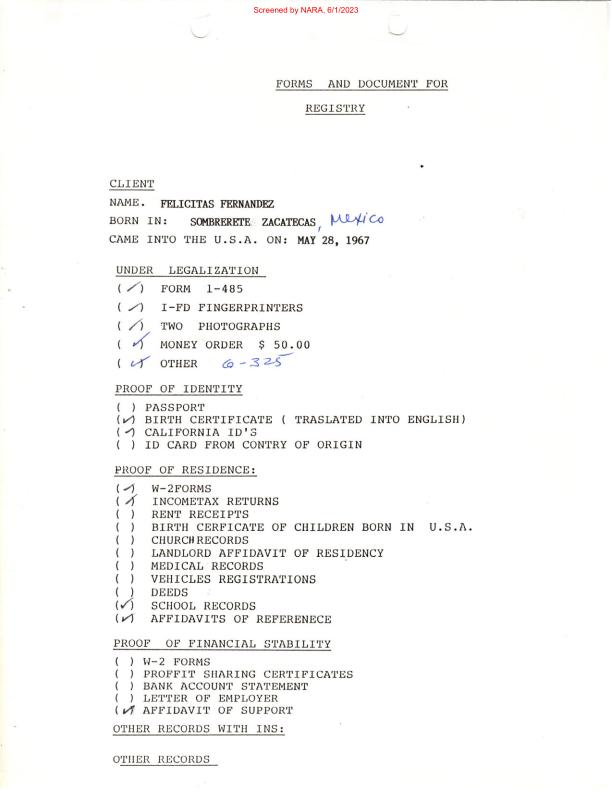 Screened by NARA, 6/1/2023
FORMS AND DOCUMENT FOR
REGISTRY
CLIENT
NAME. FELICITAS FERNANDEZ
BORN IN: SOMBRERETE ZACATECAS, Mexico
CAME INTO THE U.S.A. ON: MAY 28, 1967
UNDER LEGALIZATION
(✓) FORM 1-485
(✓) I-FD FINGERPRINTERS
(✓) TWO PHOTOGRAPHS
(✓) MONEY ORDER $ 50.00
(✓) OTHER G-325
PROOF OF IDENTITY
( ) PASSPORT
(✓) BIRTH CERTIFICATE ( TRASLATED INTO ENGLISH)
(✓) CALIFORNIA ID'S
( ) ID CARD FROM CONTRY OF ORIGIN
PROOF OF RESIDENCE:
(✓) W-2FORMS
(✓) INCOMETAX RETURNS
( ) RENT RECEIPTS
( ) BIRTH CERFICATE OF CHILDREN BORN IN U.S.A.
( ) CHURCH RECORDS
( ) LANDLORD AFFIDAVIT OF RESIDENCY
( ) MEDICAL RECORDS
( ) VEHICLES REGISTRATIONS
( ) DEEDS
(✓) SCHOOL RECORDS
(✓) AFFIDAVITS OF REFERENECE
PROOF OF FINANCIAL STABILITY
( ) W-2 FORMS
( ) PROFFIT SHARING CERTIFICATES
( ) BANK ACCOUNT STATEMENT
( ) LETTER OF EMPLOYER
(✓) AFFIDAVIT OF SUPPORT
OTHER RECORDS WITH INS:
OTHER RECORDS